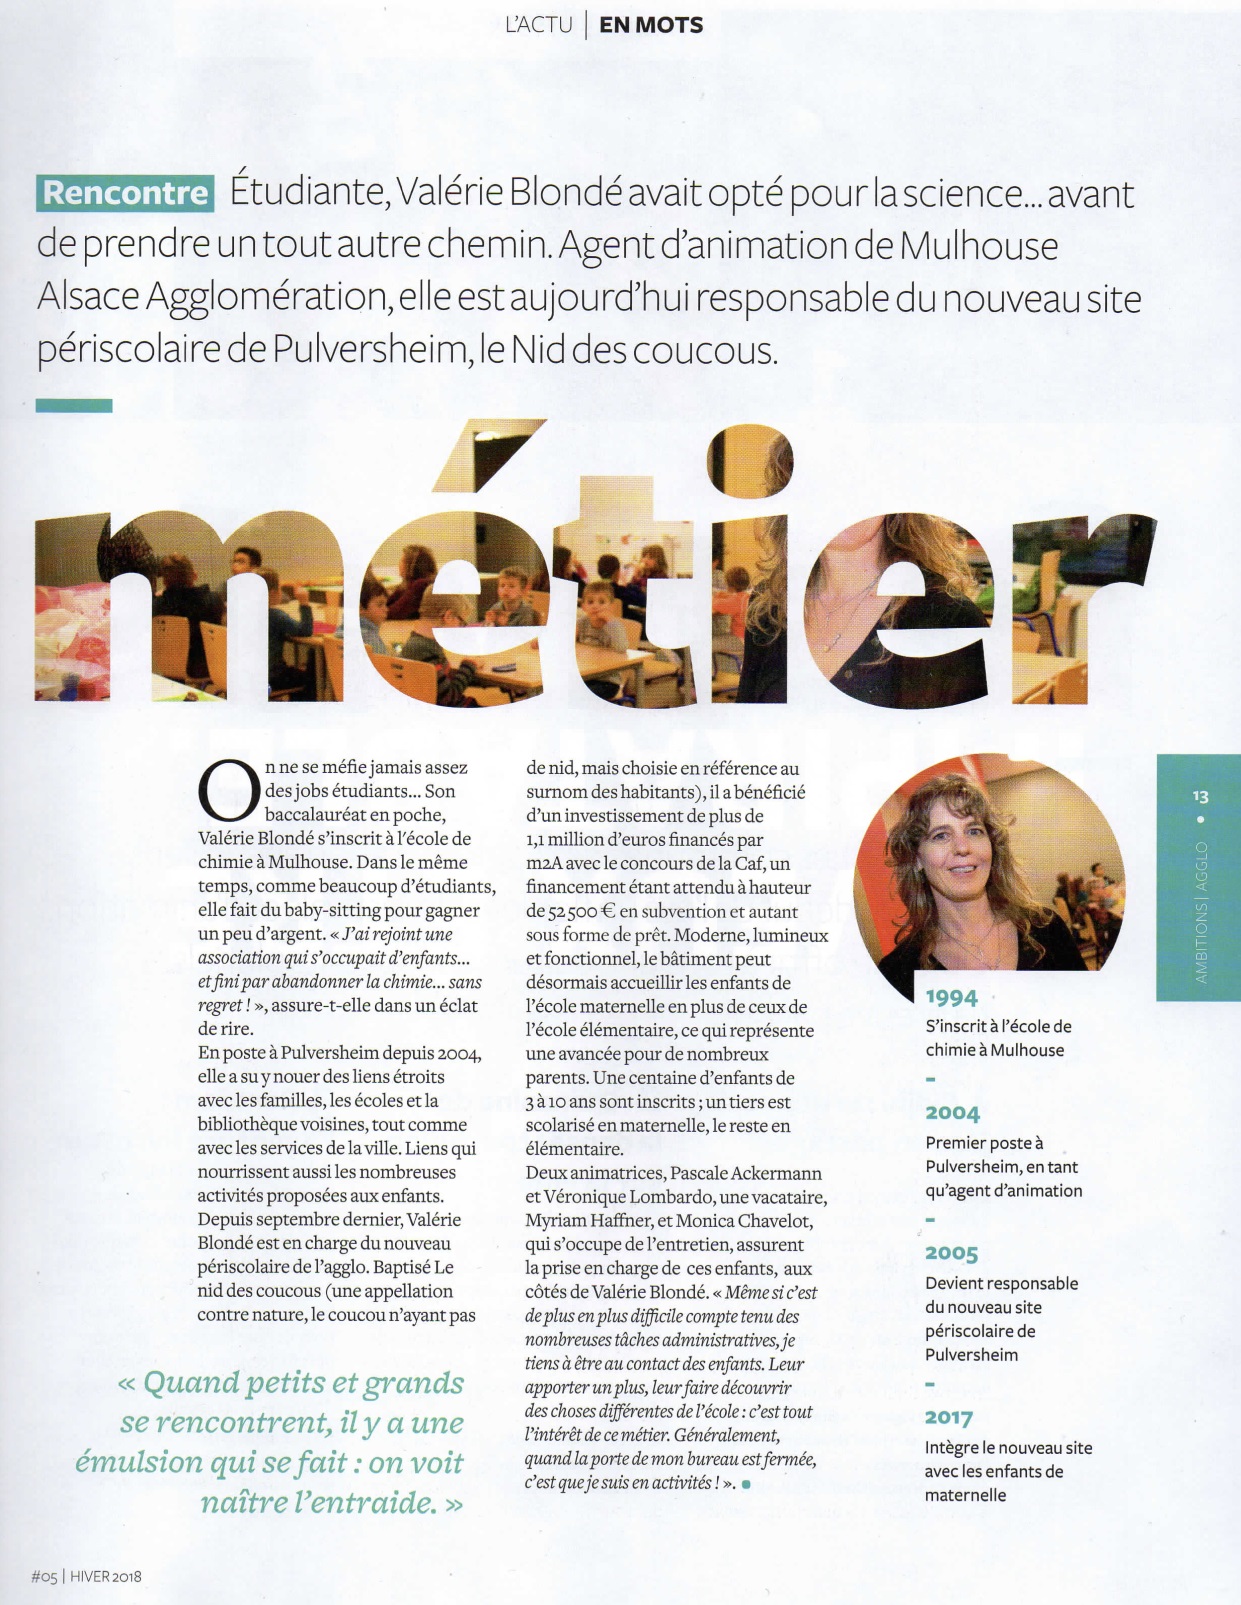 L'ACTU | EN MOTS
Rencontre Étudiante, Valérie Blondé avait opté pour la science... avant
de prendre un tout autre chemin. Agent d'animation de Mulhouse
Alsace Agglomération, elle est aujourd'hui responsable du nouveau site
périscolaire de Pulversheim, le Nid des coucous.
métier
On ne se méfie jamais assez
des jobs étudiants... Son
baccalauréat en poche,
Valérie Blondé s'inscrit à l'école de
chimie à Mulhouse. Dans le même
temps, comme beaucoup d'étudiants,
elle fait du baby-sitting pour gagner
un peu d'argent. « J'ai rejoint une
association qui s'occupait d'enfants...
et fini par abandonner la chimie... sans
regret ! », assure-t-elle dans un éclat
de rire.
En poste à Pulversheim depuis 2004,
elle a su y nouer des liens étroits
avec les familles, les écoles et la
bibliothèque voisines, tout comme
avec les services de la ville. Liens qui
nourrissent aussi les nombreuses
activités proposées aux enfants.
Depuis septembre dernier, Valérie
Blondé est en charge du nouveau
périscolaire de l'agglo. Baptisé Le
nid des coucous (une appellation
contre nature, le coucou n'ayant pas
« Quand petits et grands
se rencontrent, il y a une
émulsion qui se fait : on voit
naître l'entraide. »
de nid, mais choisie en référence au
surnom des habitants), il a bénéficié
d'un investissement de plus de
1,1 million d'euros financés par
m2A avec le concours de la Caf, un
financement étant attendu à hauteur
de 52 500 € en subvention et autant
sous forme de prêt. Moderne, lumineux
et fonctionnel, le bâtiment peut
désormais accueillir les enfants de
l'école maternelle en plus de ceux de
l'école élémentaire, ce qui représente
une avancée pour de nombreux
parents. Une centaine d'enfants de
3 à 10 ans sont inscrits ; un tiers est
scolarisé en maternelle, le reste en
élémentaire.
Deux animatrices, Pascale Ackermann
et Véronique Lombardo, une vacataire,
Myriam Haffner, et Monica Chavelot,
qui s'occupe de l'entretien, assurent
la prise en charge de ces enfants, aux
côtés de Valérie Blondé. « Même si c'est
de plus en plus difficile compte tenu des
nombreuses tâches administratives, je
tiens à être au contact des enfants. Leur
apporter un plus, leur faire découvrir
des choses différentes de l'école : c'est tout
l'intérêt de ce métier. Généralement,
quand la porte de mon bureau est fermée,
c'est que je suis en activités ! ».
1994
S'inscrit à l'école de
chimie à Mulhouse
-
2004
Premier poste à
Pulversheim, en tant
qu'agent d'animation
-
2005
Devient responsable
du nouveau site
périscolaire de
Pulversheim
-
2017
Intègre le nouveau site
avec les enfants de
maternelle
AMBITIONS | AGGLO • 13
#05 | HIVER 2018